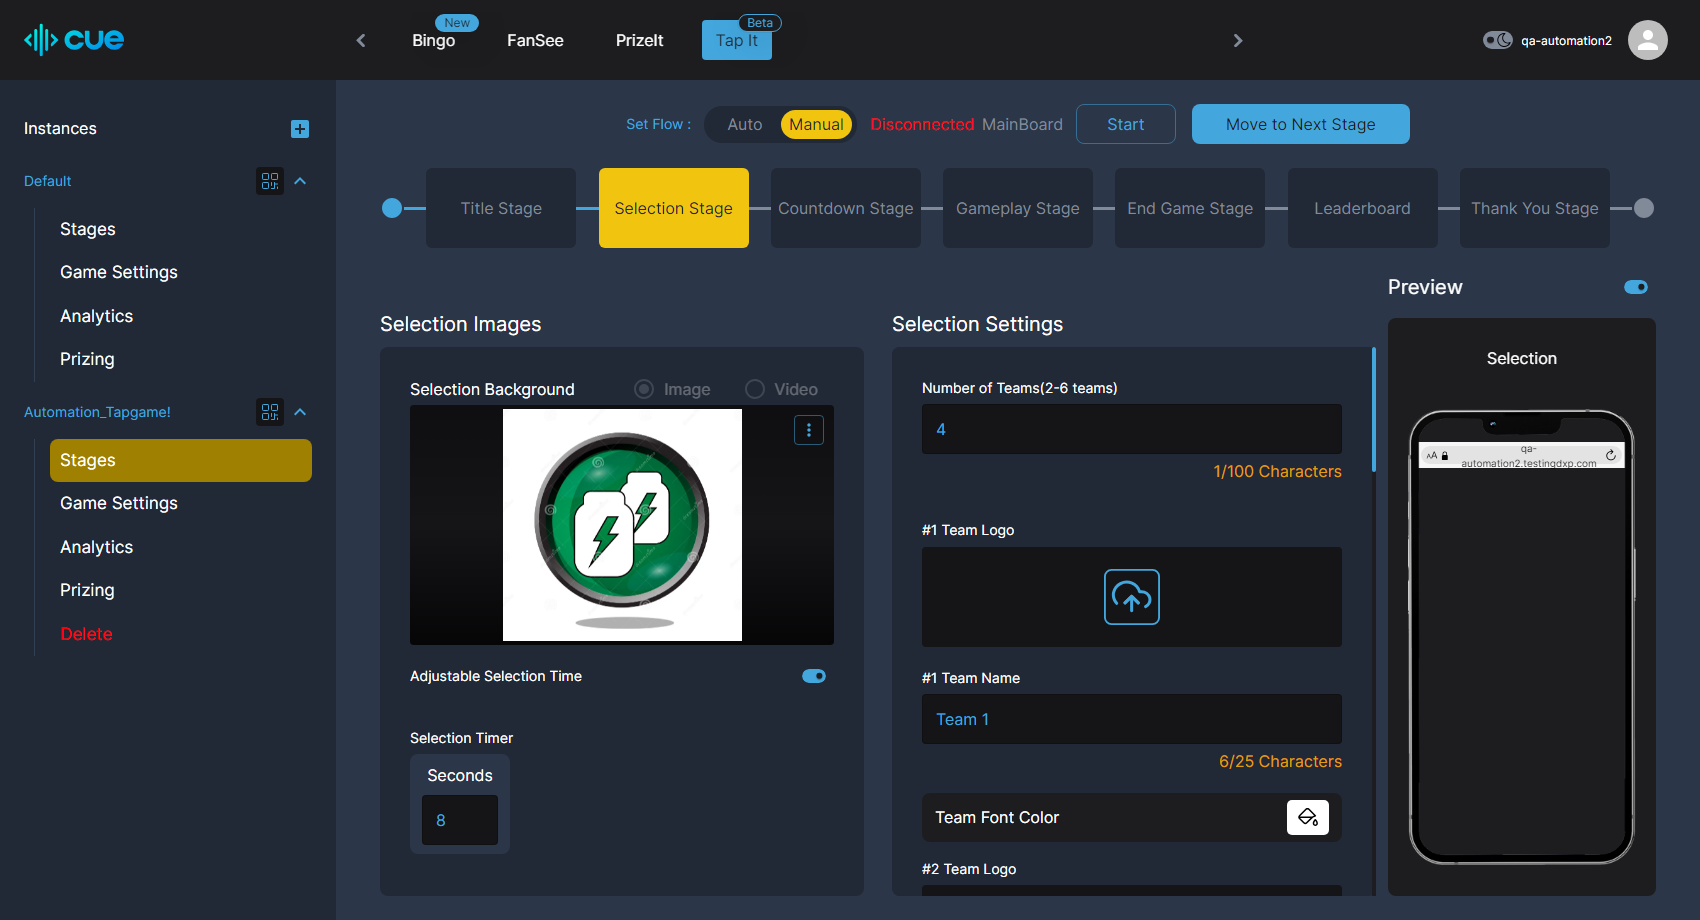 cue
New
Bingo
FanSee
PrizeIt
Beta
Tap It
qa-automation2
Instances
Default
Stages
Game Settings
Analytics
Prizing
Automation_Tapgame!
Stages
Game Settings
Analytics
Prizing
Delete
Set Flow :
Auto
Manual
Disconnected MainBoard
Start
Move to Next Stage
Title Stage
Selection Stage
Countdown Stage
Gameplay Stage
End Game Stage
Leaderboard
Thank You Stage
Selection Images
Selection Background
Image
Video
Adjustable Selection Time
Selection Timer
Seconds
8
Selection Settings
Number of Teams(2-6 teams)
4
1/100 Characters
#1 Team Logo
#1 Team Name
Team 1
6/25 Characters
Team Font Color
#2 Team Logo
Preview
Selection
AA
qa-
automation2.testingdxp.com